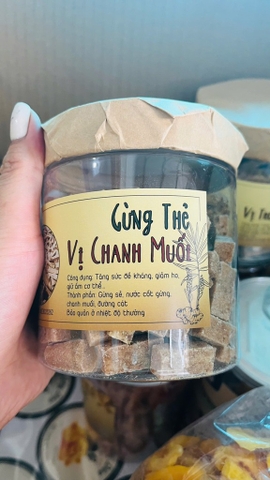 Gừng Thẻ
Vị Chanh Muối
Công dụng: Tăng sức đề kháng, giảm ho,
giữ ấm cơ thể.
Thành phần: Gừng sẻ, nước cốt gừng,
chanh muối, đường cát.
Bảo quản ở nhiệt độ thường
Vị